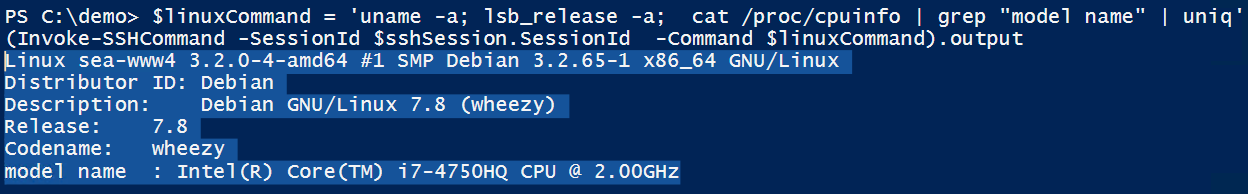 PS C:\demo> $linuxCommand = 'uname -a; lsb_release -a;  cat /proc/cpuinfo | grep "model name" | uniq'
(Invoke-SSHCommand -SessionId $sshSession.SessionId  -Command $linuxCommand).output
Linux sea-www4 3.2.0-4-amd64 #1 SMP Debian 3.2.65-1 x86_64 GNU/Linux
Distributor ID: Debian
Description:    Debian GNU/Linux 7.8 (wheezy)
Release:    7.8
Codename:   wheezy
model name  : Intel(R) Core(TM) i7-4750HQ CPU @ 2.00GHz